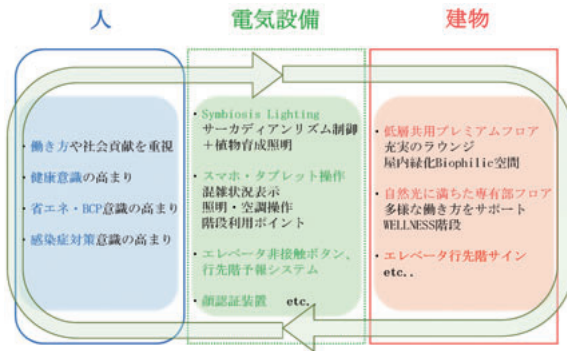 人
電気設備
建物
・働き方や社会貢献を重視
・健康意識の高まり
・省エネ・BCP意識の高まり
・感染症対策意識の高まり
・Symbiosis Lighting
サーカディアンリズム制御
+植物育成照明
・スマホ・タブレット操作
混雑状況表示
照明・空調操作
階段利用ポイント
・エレベータ非接触ボタン、
行先階予報システム
・顔認証装置 etc.
・低層共用プレミアムフロア
充実のラウンジ
屋内緑化Biophilic空間
・自然光に満ちた専有部フロア
多様な働き方をサポート
WELLNESS階段
・エレベータ行先階サイン
etc..